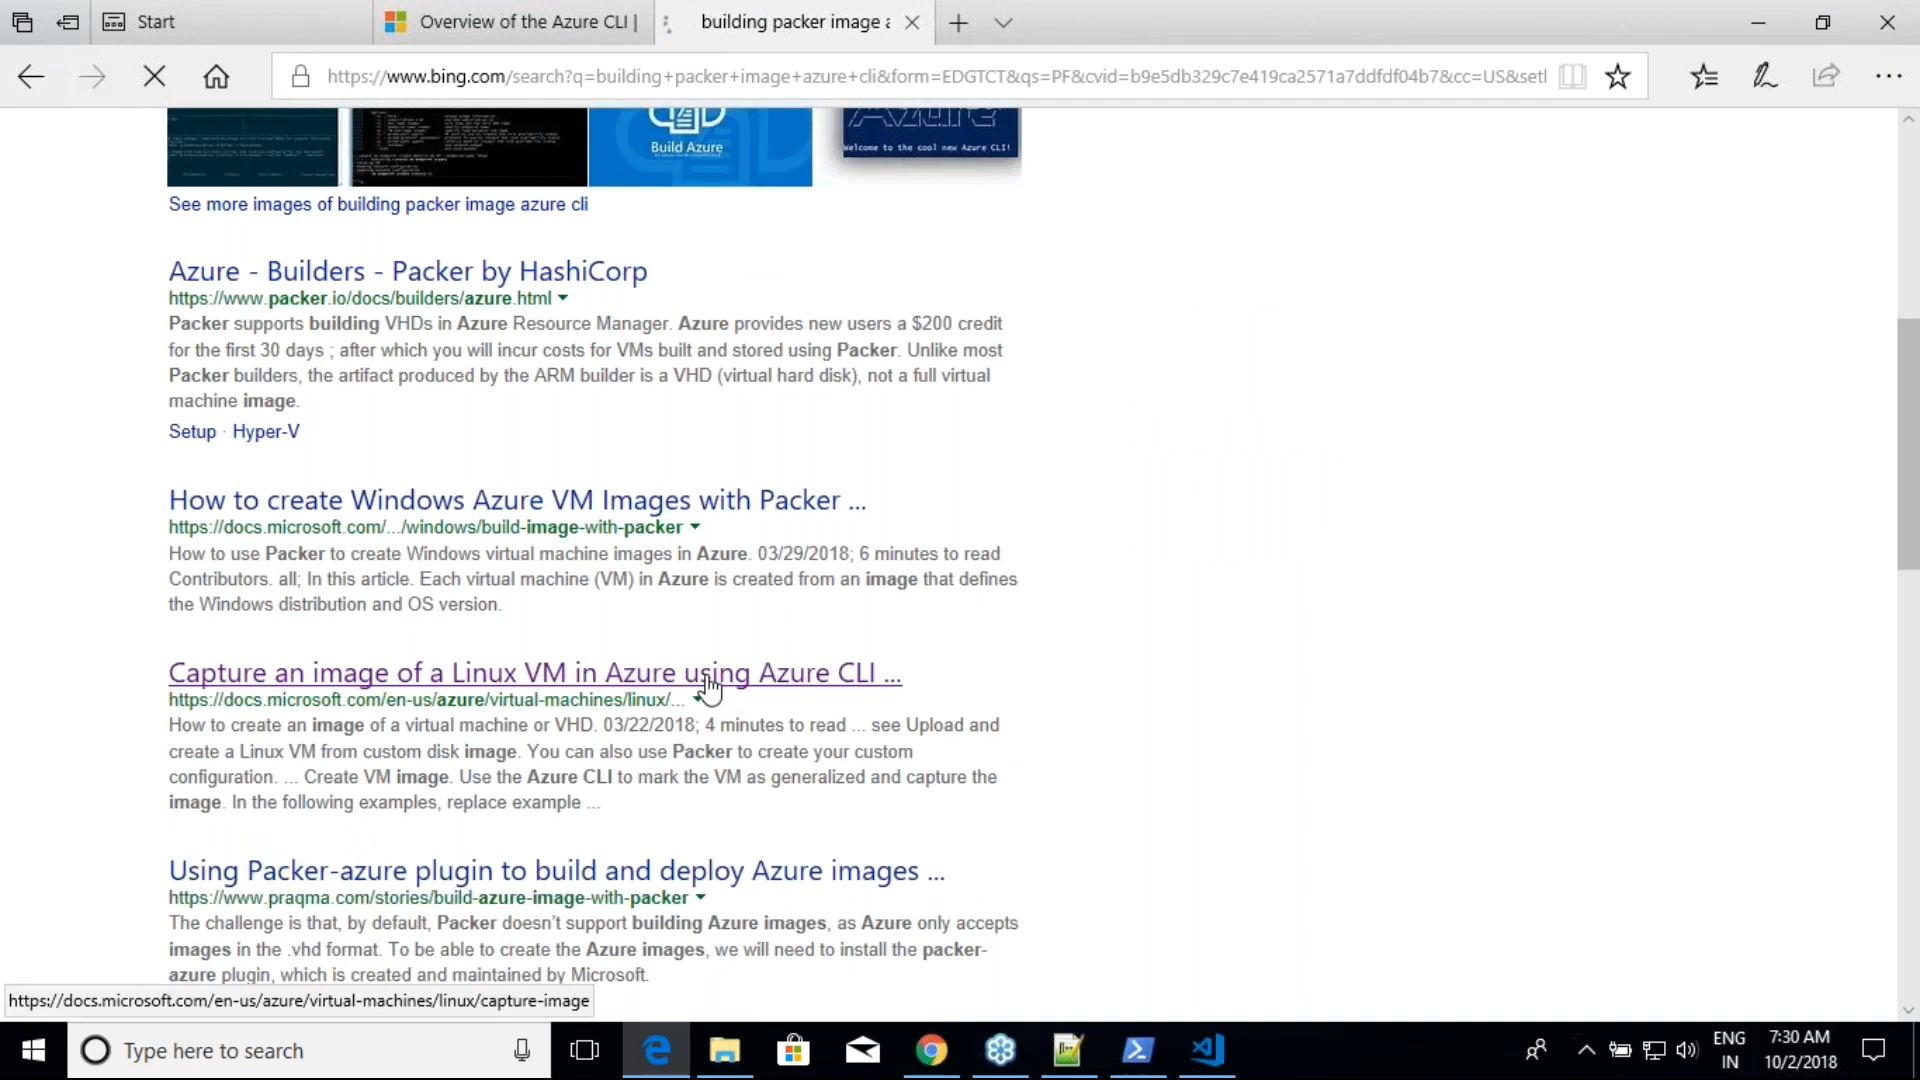 Start
Overview of the Azure CLI |
building packer image a
https://www.bing.com/search?q=building+packer+image+azure+cli&form=EDGTCT&qs=PF&cvid=b9e5db329c7e419ca2571a7ddfdf04b7&cc=US&setl
Build Azure
Azure
Welcome to the cool new Azure CLI!
See more images of building packer image azure cli
Azure - Builders - Packer by HashiCorp
https://www.packer.io/docs/builders/azure.html
Packer supports building VHDs in Azure Resource Manager. Azure provides new users a $200 credit
for the first 30 days ; after which you will incur costs for VMs built and stored using Packer. Unlike most
Packer builders, the artifact produced by the ARM builder is a VHD (virtual hard disk), not a full virtual
machine image.
Setup · Hyper-V
How to create Windows Azure VM Images with Packer ...
https://docs.microsoft.com/.../windows/build-image-with-packer
How to use Packer to create Windows virtual machine images in Azure. 03/29/2018; 6 minutes to read
Contributors. all; In this article. Each virtual machine (VM) in Azure is created from an image that defines
the Windows distribution and OS version.
Capture an image of a Linux VM in Azure using Azure CLI ...
https://docs.microsoft.com/en-us/azure/virtual-machines/linux/...
How to create an image of a virtual machine or VHD. 03/22/2018; 4 minutes to read ... see Upload and
create a Linux VM from custom disk image. You can also use Packer to create your custom
configuration. ... Create VM image. Use the Azure CLI to mark the VM as generalized and capture the
image. In the following examples, replace example ...
Using Packer-azure plugin to build and deploy Azure images ...
https://www.praqma.com/stories/build-azure-image-with-packer
The challenge is that, by default, Packer doesn't support building Azure images, as Azure only accepts
images in the .vhd format. To be able to create the Azure images, we will need to install the packer-
azure plugin, which is created and maintained by Microsoft.
https://docs.microsoft.com/en-us/azure/virtual-machines/linux/capture-image
Type here to search
ENG
IN
7:30 AM
10/2/2018